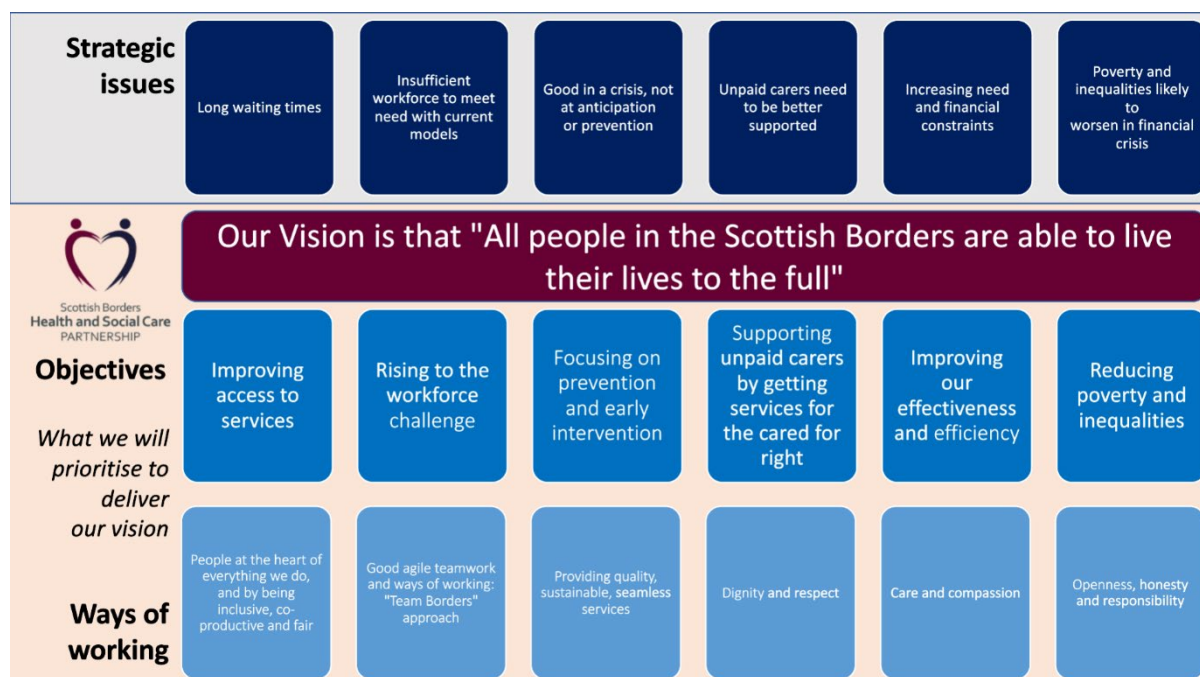 Strategic
issues
Long waiting times
Insufficient
workforce to meet
need with current
models
Good in a crisis, not
at anticipation
or prevention
Unpaid carers need
to be better
supported
Increasing need
and financial
constraints
Poverty and
inequalities likely
to
worsen in financial
crisis
Our Vision is that "All people in the Scottish Borders are able to live
their lives to the full"
Scottish Borders
Health and Social Care
PARTNERSHIP
Objectives
What we will
prioritise to
deliver
our vision
Improving
access to
services
Rising to the
workforce
challenge
Focusing on
prevention
and early
intervention
Supporting
unpaid carers
by getting
services for
the cared for
right
Improving
our
effectiveness
and efficiency
Reducing
poverty and
inequalities
Ways of
working
People at the heart of
everything we do,
and by being
inclusive, co-
productive and fair
Good agile teamwork
and ways of working:
"Team Borders"
approach
Providing quality,
sustainable, seamless
services
Dignity and respect
Care and compassion
Openness, honesty
and responsibility